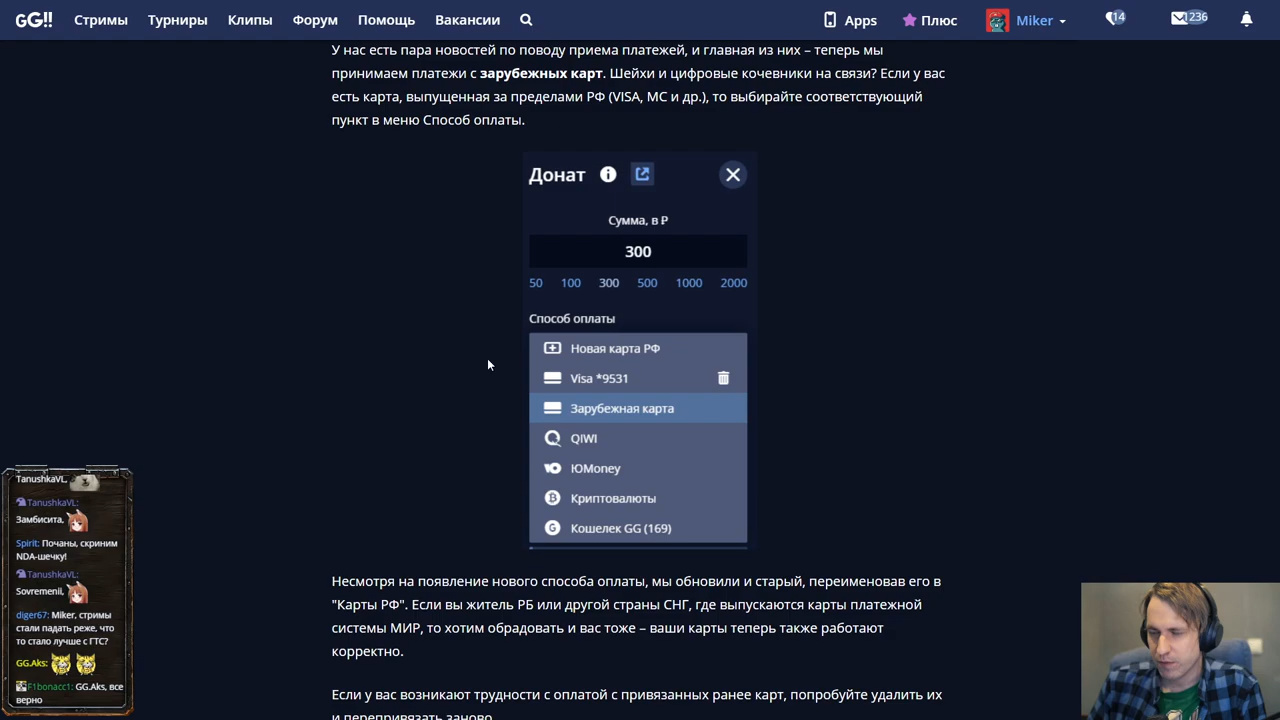 GG!! Стримы Турниры Клипы Форум Помощь Вакансии Apps Плюс Miker 14 1236
У нас есть пара новостей по поводу приема платежей, и главная из них – теперь мы
принимаем платежи с зарубежных карт. Шейхи и цифровые кочевники на связи? Если у вас
есть карта, выпущенная за пределами РФ (VISA, МС и др.), то выбирайте соответствующий
пункт в меню Способ оплаты.
Донат
Сумма, в ₽
300
50 100 300 500 1000 2000
Способ оплаты
Новая карта РФ
Visa *9531
Зарубежная карта
QIWI
ЮMoney
Криптовалюты
Кошелек GG (169)
Несмотря на появление нового способа оплаты, мы обновили и старый, переименовав его в
"Карты РФ". Если вы житель РБ или другой страны СНГ, где выпускаются карты платежной
системы МИР, то хотим обрадовать и вас тоже – ваши карты теперь также работают
корректно.
Если у вас возникают трудности с оплатой с привязанных ранее карт, попробуйте удалить их
и перепривязать заново.
TanushkaVL,
TanushkaVL:
Замбисита,
Spirit: Почаны, скриним
NDA-шечку!
TanushkaVL:
Sovremenii,
diger67: Miker, стримы
стали падать реже, что
то стало лучше с ГТС?
GG.Aks:
F1bonacc1: GG.Aks, все
верно